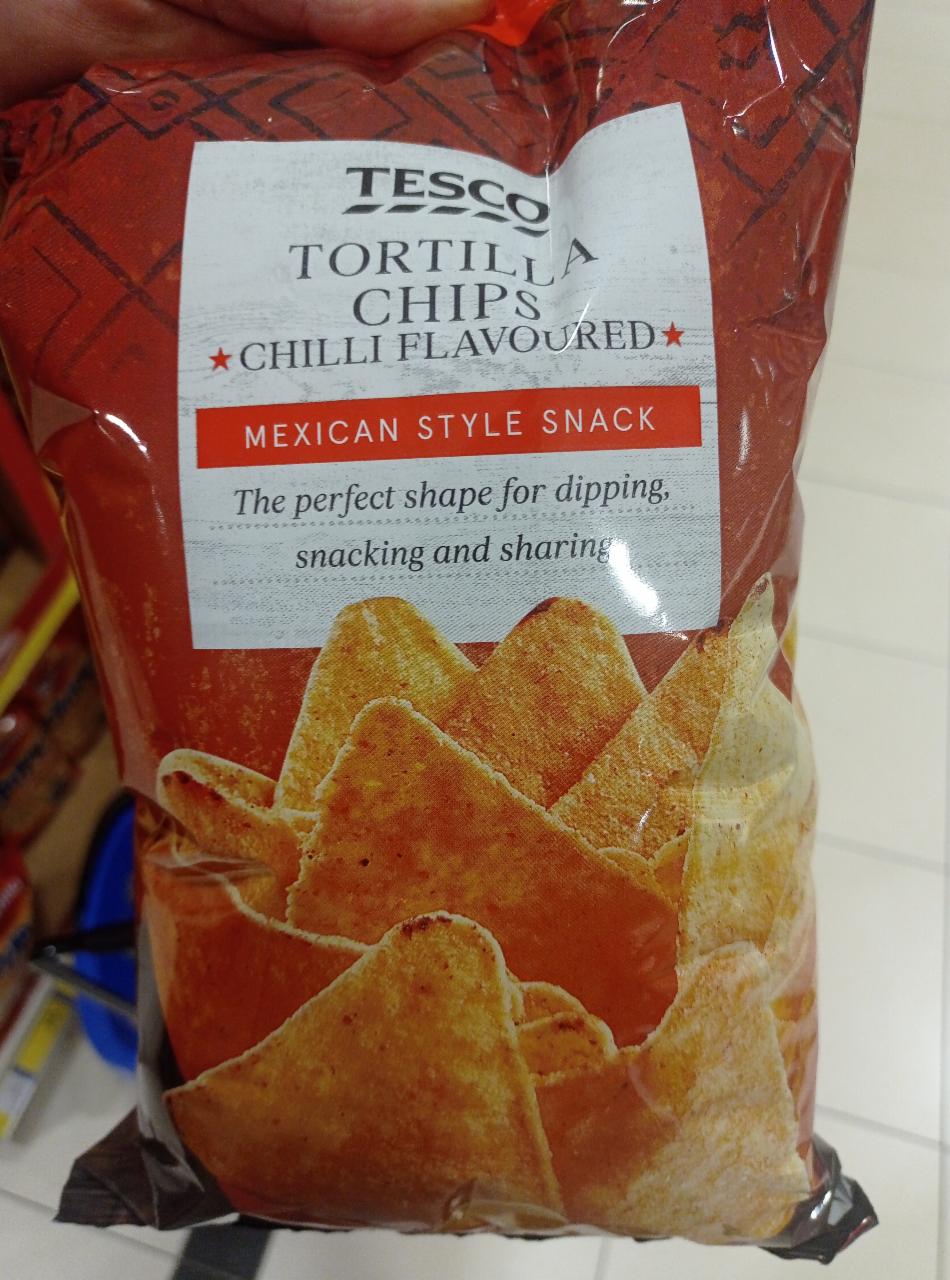 TESCO
TORTILLA
CHIPS
CHILLI FLAVOURED
MEXICAN STYLE SNACK
The perfect shape for dipping,
snacking and sharing